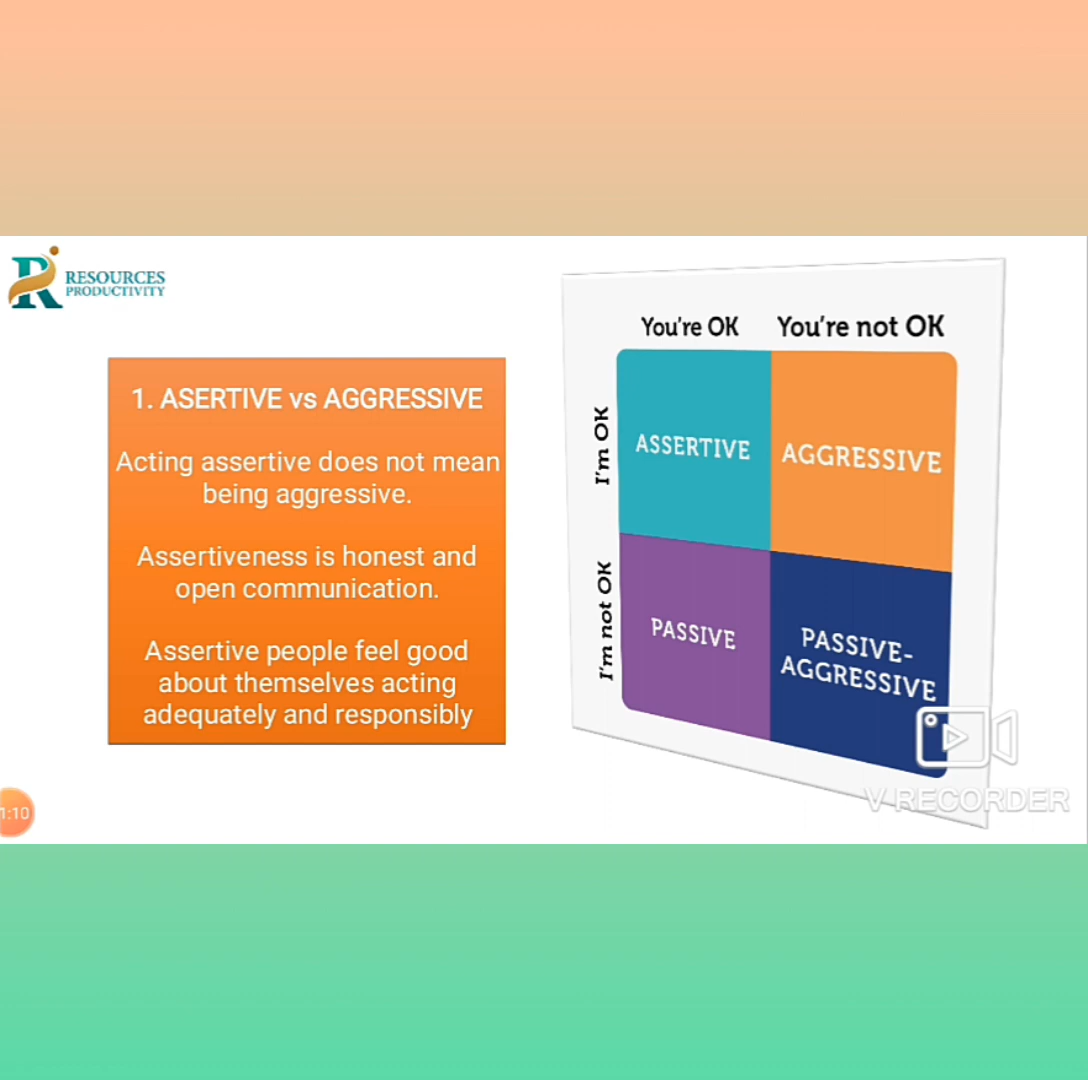 RESOURCES
PRODUCTIVITY
1. ASERTIVE vs AGGRESSIVE
Acting assertive does not mean
being aggressive.
Assertiveness is honest and
open communication.
Assertive people feel good
about themselves acting
adequately and responsibly
You're OK
You're not OK
I'm OK
ASSERTIVE
AGGRESSIVE
I'm not OK
PASSIVE
PASSIVE-
AGGRESSIVE
V RECORDER
1:10